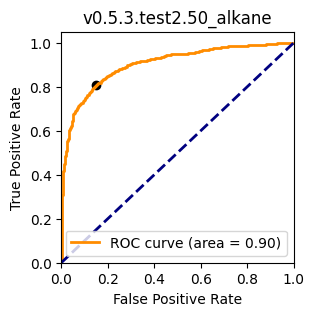 v0.5.3.test2.50_alkane
True Positive Rate
1.0
0.8
0.6
0.4
0.2
0.0
ROC curve (area = 0.90)
0.0 0.2 0.4 0.6 0.8 1.0
False Positive Rate